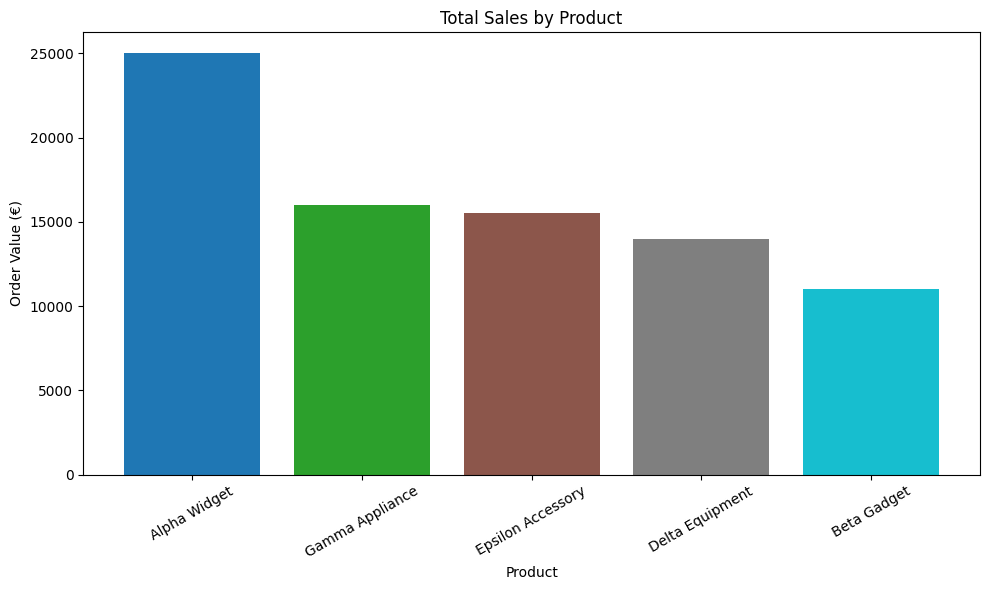 Total Sales by Product
Order Value (€)
25000
20000
15000
10000
5000
0
Alpha Widget
Gamma Appliance
Epsilon Accessory
Delta Equipment
Beta Gadget
Product